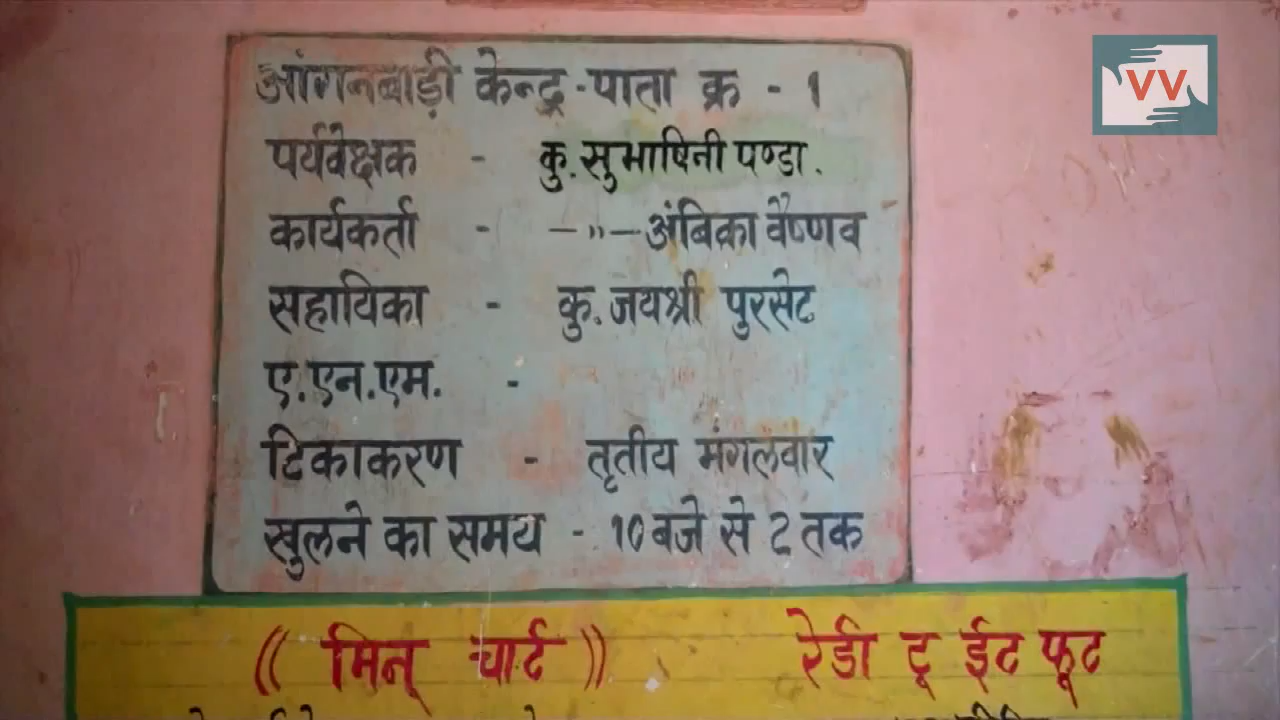 आंगनबाड़ी केन्द्र - पाता क्र - 1
VV
पर्यवेक्षक - कु. सुभाषिनी पण्डा.
कार्यकर्ता - —"— अंबिका वैष्णव
सहायिका - कु. जयश्री पुरसेट
ए.एन.एम. -
टिकाकरण - तृतीय मंगलवार
खुलने का समय - 10 बजे से 2 तक
(( मिन् चार्ट )) रेडी टू ईट फूट